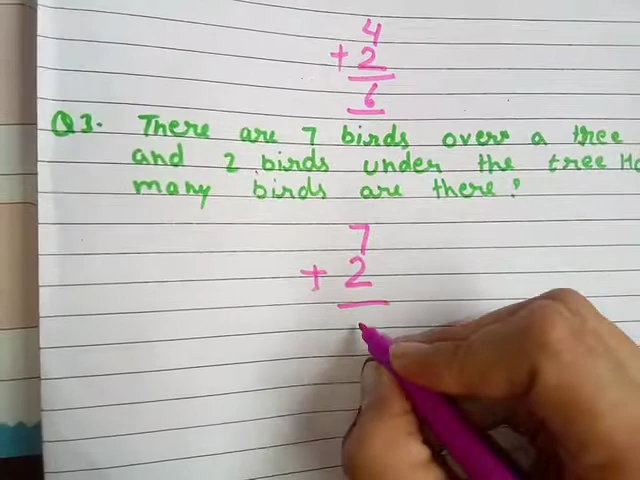 4
+ 2
6
Q3. There are 7 birds over a tree
and 2 birds under the tree Ho
many birds are there?
7
+ 2